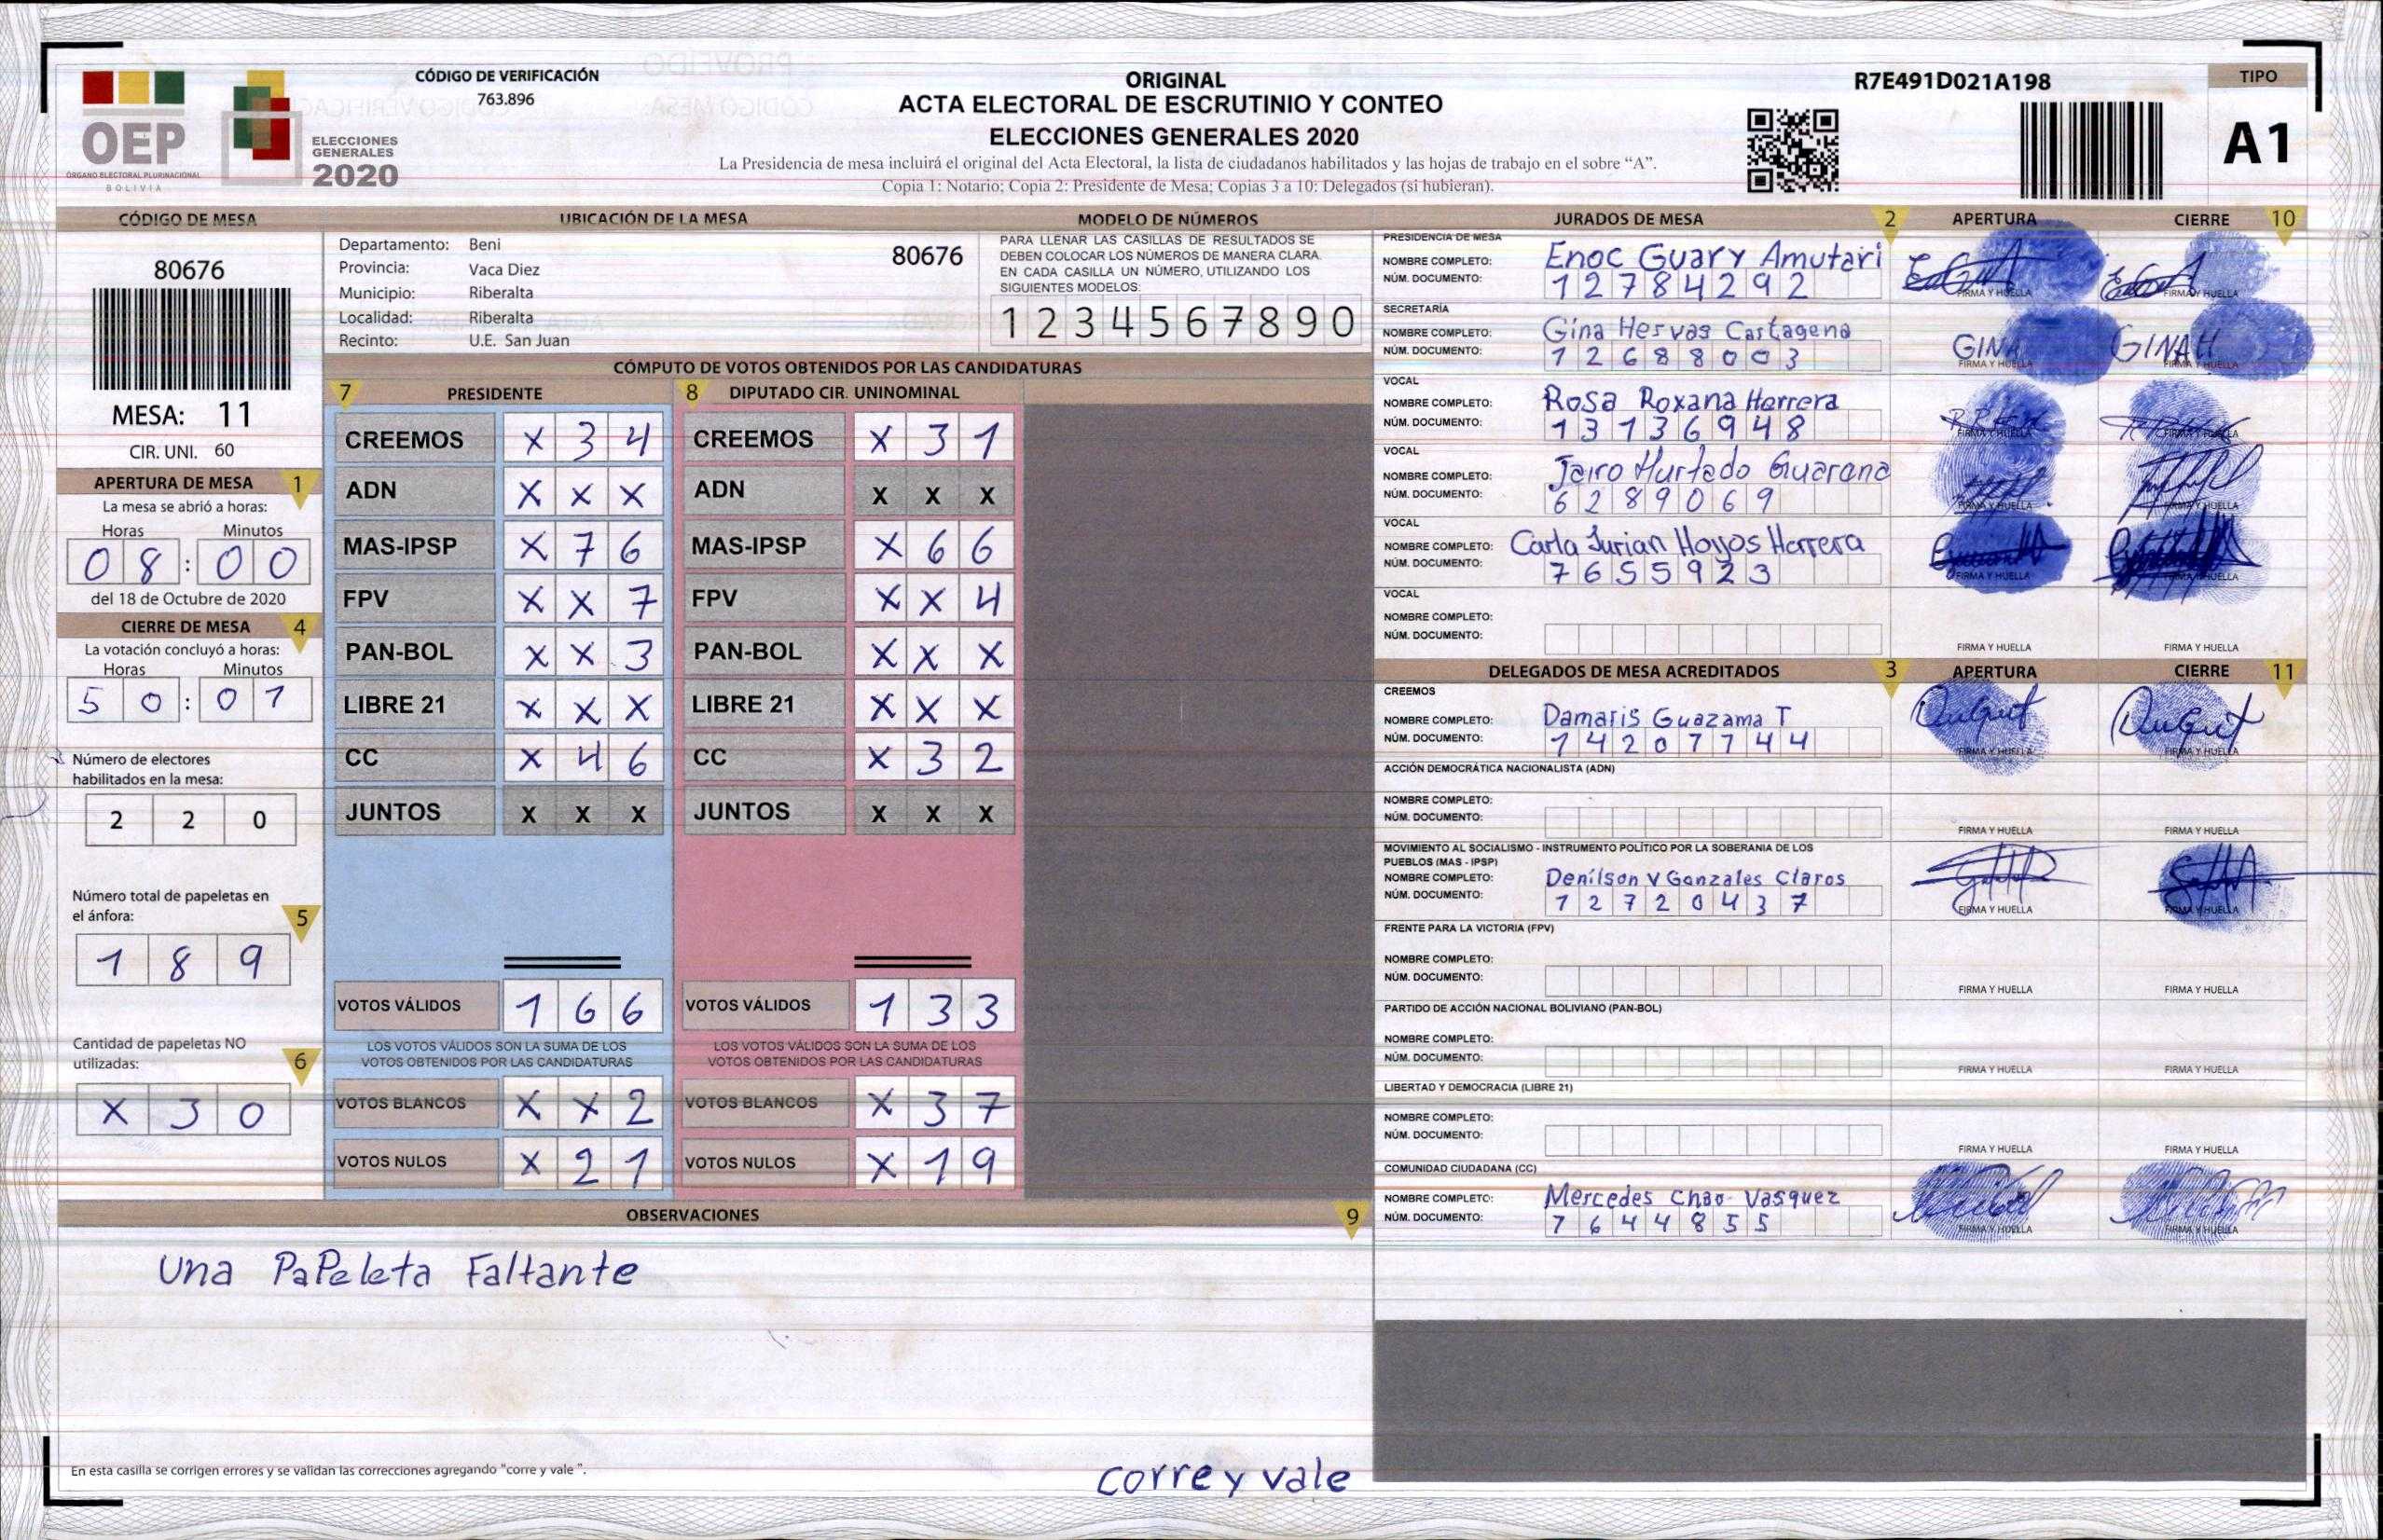 CÓDIGO DE VERIFICACIÓN
763.896
ORIGINAL
ACTA ELECTORAL DE ESCRUTINIO Y CONTEO
ELECCIONES GENERALES 2020
La Presidencia de mesa incluirá el original del Acta Electoral, la lista de ciudadanos habilitados y las hojas de trabajo en el sobre “A”.
Copia 1: Notario; Copia 2: Presidente de Mesa; Copias 3 a 10: Delegados (si hubieran).
R7E491D021A198
TIPO
A1
OEP
ÓRGANO ELECTORAL PLURINACIONAL
BOLIVIA
ELECCIONES
GENERALES
2020
CÓDIGO DE MESA
80676
MESA: 11
CIR. UNI. 60
APERTURA DE MESA 1
La mesa se abrió a horas:
Horas Minutos
0 8 : 0 0
del 18 de Octubre de 2020
CIERRE DE MESA 4
La votación concluyó a horas:
Horas Minutos
5 0 : 0 1
Número de electores
habilitados en la mesa:
2 2 0
Número total de papeletas en
el ánfora: 5
1 8 9
Cantidad de papeletas NO
utilizadas: 6
X 3 0
UBICACIÓN DE LA MESA
Departamento: Beni
80676
Provincia: Vaca Diez
Municipio: Riberalta
Localidad: Riberalta
Recinto: U.E. San Juan
MODELO DE NÚMEROS
PARA LLENAR LAS CASILLAS DE RESULTADOS SE
DEBEN COLOCAR LOS NÚMEROS DE MANERA CLARA.
EN CADA CASILLA UN NÚMERO, UTILIZANDO LOS
SIGUIENTES MODELOS:
1 2 3 4 5 6 7 8 9 0
CÓMPUTO DE VOTOS OBTENIDOS POR LAS CANDIDATURAS
7 PRESIDENTE
CREEMOS X 3 4
ADN X X X
MAS-IPSP X 7 6
FPV X X 7
PAN-BOL X X 3
LIBRE 21 X X X
CC X 4 6
JUNTOS X X X
VOTOS VÁLIDOS 1 6 6
LOS VOTOS VÁLIDOS SON LA SUMA DE LOS
VOTOS OBTENIDOS POR LAS CANDIDATURAS
VOTOS BLANCOS X X 2
VOTOS NULOS X 2 1
8 DIPUTADO CIR. UNINOMINAL
CREEMOS X 3 1
ADN X X X
MAS-IPSP X 6 6
FPV X X 4
PAN-BOL X X X
LIBRE 21 X X X
CC X 3 2
JUNTOS X X X
VOTOS VÁLIDOS 1 3 3
LOS VOTOS VÁLIDOS SON LA SUMA DE LOS
VOTOS OBTENIDOS POR LAS CANDIDATURAS
VOTOS BLANCOS X 3 7
VOTOS NULOS X 1 9
OBSERVACIONES 9
Una PaPeleta Faltante
En esta casilla se corrigen errores y se validan las correcciones agregando "corre y vale ".
corre y vale
JURADOS DE MESA 2 APERTURA CIERRE 10
PRESIDENCIA DE MESA
NOMBRE COMPLETO: Enoc Guary Amutari
NÚM. DOCUMENTO: 12784292
FIRMA Y HUELLA FIRMA Y HUELLA
SECRETARÍA
NOMBRE COMPLETO: Gina Hervas Cartagena
NÚM. DOCUMENTO: 12688003
GINA GINA H
FIRMA Y HUELLA FIRMA Y HUELLA
VOCAL
NOMBRE COMPLETO: Rosa Roxana Herrera
NÚM. DOCUMENTO: 13136948
FIRMA Y HUELLA FIRMA Y HUELLA
VOCAL
NOMBRE COMPLETO: Jairo Hurtado Guarana
NÚM. DOCUMENTO: 6289069
FIRMA Y HUELLA FIRMA Y HUELLA
VOCAL
NOMBRE COMPLETO: Carla Jurian Hoyos Herrera
NÚM. DOCUMENTO: 7655923
FIRMA Y HUELLA FIRMA Y HUELLA
VOCAL
NOMBRE COMPLETO:
NÚM. DOCUMENTO:
FIRMA Y HUELLA FIRMA Y HUELLA
DELEGADOS DE MESA ACREDITADOS 3 APERTURA CIERRE 11
CREEMOS
NOMBRE COMPLETO: Damaris Guazama T
NÚM. DOCUMENTO: 14207744
FIRMA Y HUELLA FIRMA Y HUELLA
ACCIÓN DEMOCRÁTICA NACIONALISTA (ADN)
NOMBRE COMPLETO:
NÚM. DOCUMENTO:
FIRMA Y HUELLA FIRMA Y HUELLA
MOVIMIENTO AL SOCIALISMO - INSTRUMENTO POLÍTICO POR LA SOBERANIA DE LOS
PUEBLOS (MAS - IPSP)
NOMBRE COMPLETO: Denilson V Gonzales Claros
NÚM. DOCUMENTO: 12720437
FIRMA Y HUELLA FIRMA Y HUELLA
FRENTE PARA LA VICTORIA (FPV)
NOMBRE COMPLETO:
NÚM. DOCUMENTO:
FIRMA Y HUELLA FIRMA Y HUELLA
PARTIDO DE ACCIÓN NACIONAL BOLIVIANO (PAN-BOL)
NOMBRE COMPLETO:
NÚM. DOCUMENTO:
FIRMA Y HUELLA FIRMA Y HUELLA
LIBERTAD Y DEMOCRACIA (LIBRE 21)
NOMBRE COMPLETO:
NÚM. DOCUMENTO:
FIRMA Y HUELLA FIRMA Y HUELLA
COMUNIDAD CIUDADANA (CC)
NOMBRE COMPLETO: Mercedes Chao Vasquez
NÚM. DOCUMENTO: 7644855
FIRMA Y HUELLA FIRMA Y HUELLA